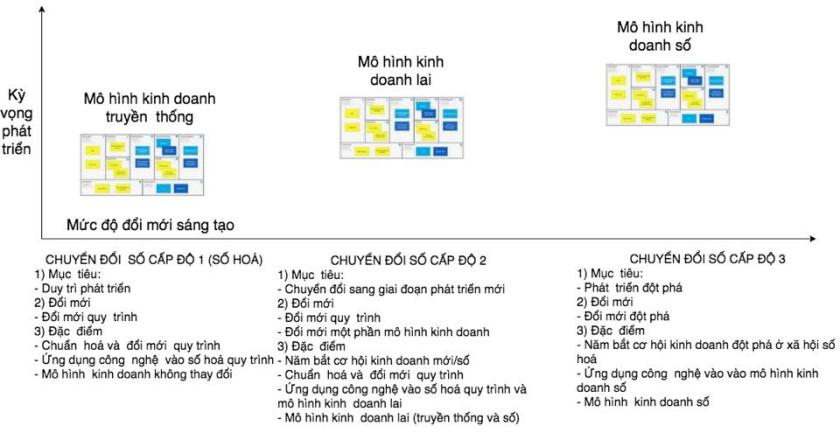 Kỳ
vọng
phát
triển
Mô hình kinh doanh
truyền thống
Mô hình kinh
doanh lai
Mô hình kinh
doanh số
Mức độ đổi mới sáng tạo
CHUYỂN ĐỔI SỐ CẤP ĐỘ 1 (SỐ HOÁ)
1) Mục tiêu:
- Duy trì phát triển
2) Đổi mới
- Đổi mới quy trình
3) Đặc điểm
- Chuẩn hoá và đổi mới quy trình
- Ứng dụng công nghệ vào số hoá quy trình
- Mô hình kinh doanh không thay đổi
CHUYỂN ĐỔI SỐ CẤP ĐỘ 2
1) Mục tiêu:
- Chuyển đổi sang giai đoạn phát triển mới
2) Đổi mới
- Đổi mới quy trình
- Đổi mới một phần mô hình kinh doanh
3) Đặc điểm
- Năm bắt cơ hội kinh doanh mới/số
- Chuẩn hoá và đổi mới quy trình
- Ứng dụng công nghệ vào số hoá quy trình và
mô hình kinh doanh lai
- Mô hình kinh doanh lai (truyền thống và số)
CHUYỂN ĐỔI SỐ CẤP ĐỘ 3
1) Mục tiêu:
- Phát triển đột phá
2) Đổi mới
- Đổi mới đột phá
3) Đặc điểm
- Năm bắt cơ hội kinh doanh đột phá ở xã hội số
hoá
- Ứng dụng công nghệ vào vào mô hình kinh
doanh số
- Mô hình kinh doanh số